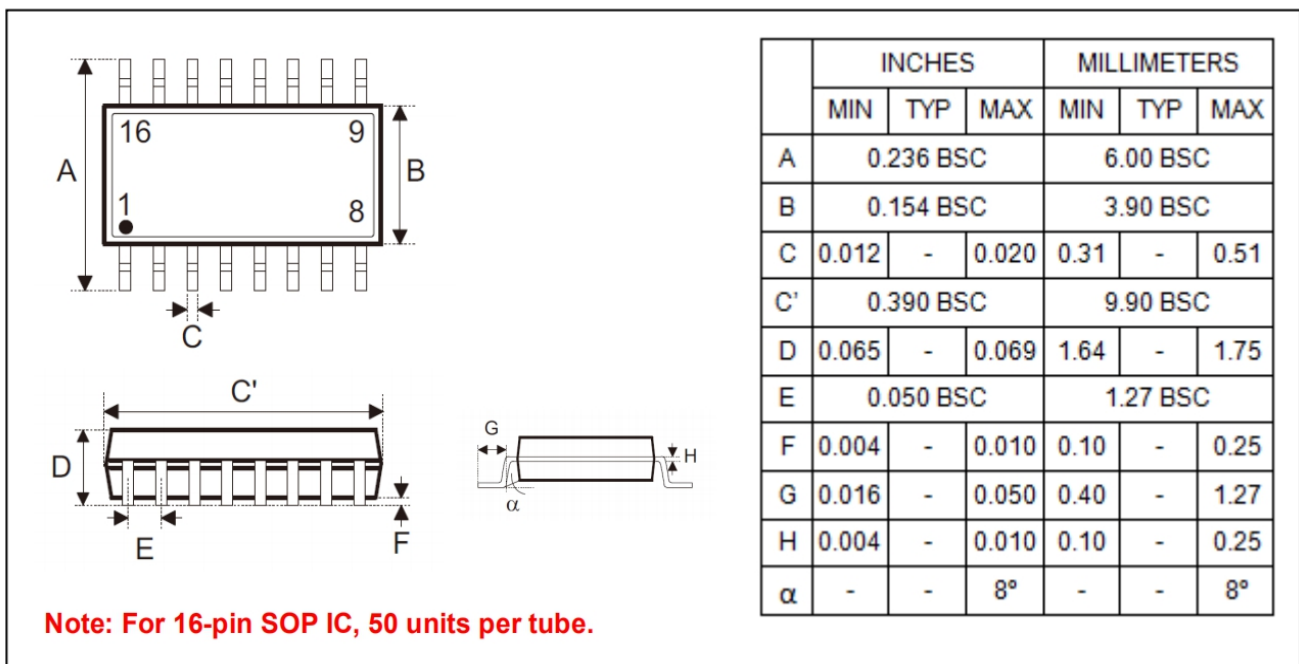 16 9
1 8
A
B
C
C'
D
E
F
G
H
α
Note: For 16-pin SOP IC, 50 units per tube.
INCHES MILLIMETERS
MIN TYP MAX MIN TYP MAX
A 0.236 BSC 6.00 BSC
B 0.154 BSC 3.90 BSC
C 0.012 - 0.020 0.31 - 0.51
C' 0.390 BSC 9.90 BSC
D 0.065 - 0.069 1.64 - 1.75
E 0.050 BSC 1.27 BSC
F 0.004 - 0.010 0.10 - 0.25
G 0.016 - 0.050 0.40 - 1.27
H 0.004 - 0.010 0.10 - 0.25
α - - 8º - - 8º